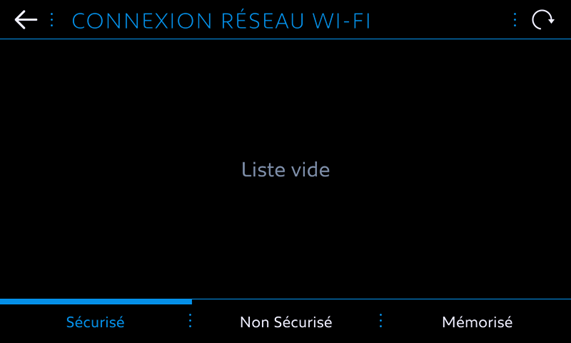 CONNEXION RÉSEAU WI-FI
Liste vide
Sécurisé
Non Sécurisé
Mémorisé